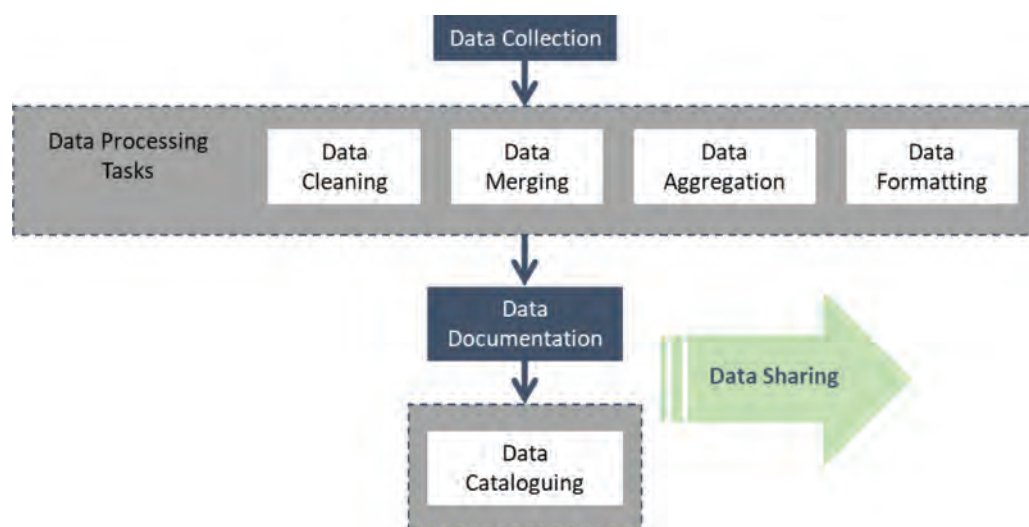 Data Collection
Data Processing
Tasks
Data
Cleaning
Data
Merging
Data
Aggregation
Data
Formatting
Data
Documentation
Data Sharing
Data
Cataloguing